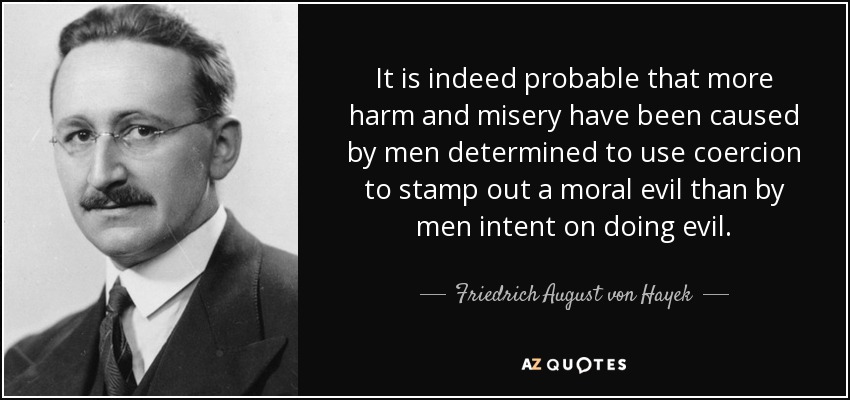 It is indeed probable that more
harm and misery have been caused
by men determined to use coercion
to stamp out a moral evil than by
men intent on doing evil.
Friedrich August von Hayek
AZ QUOTES